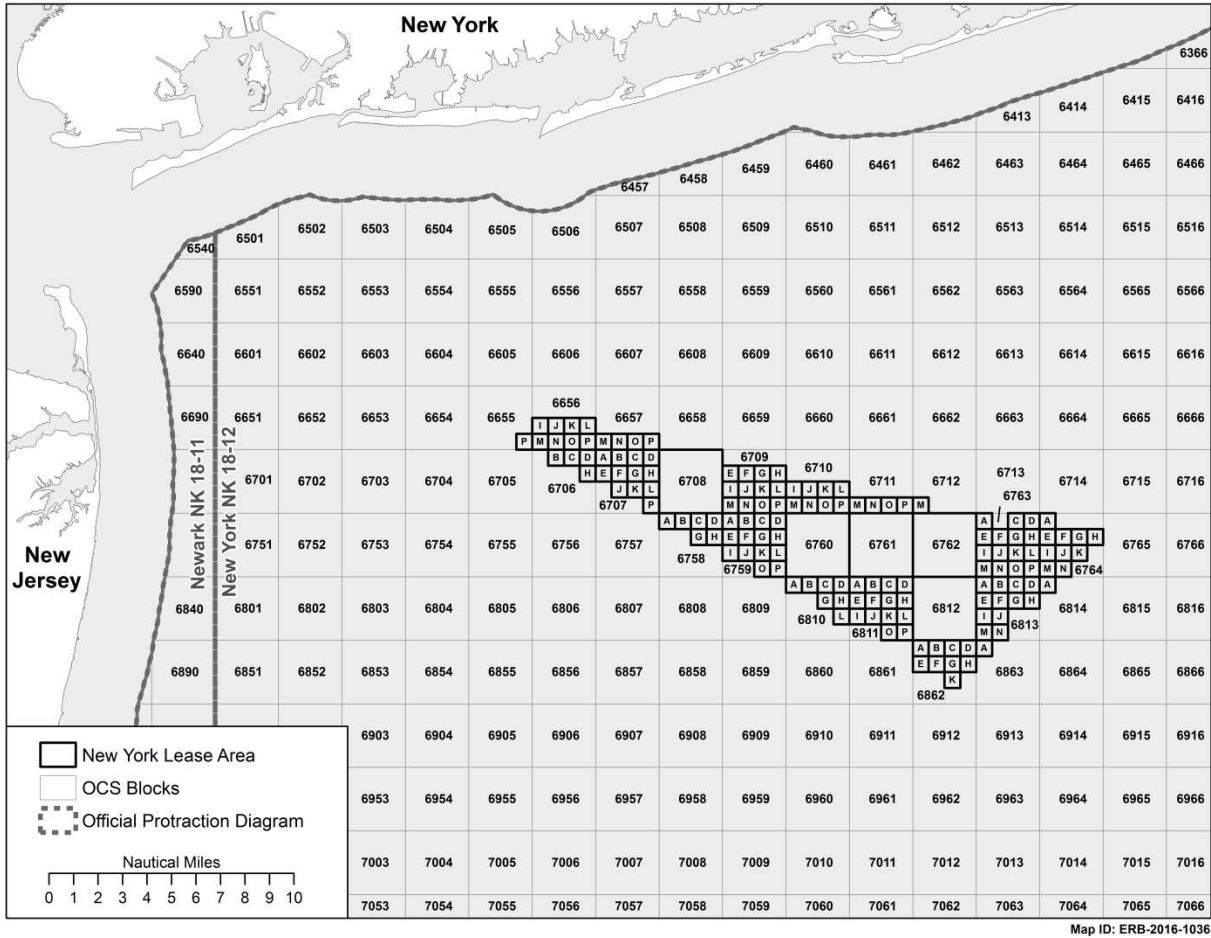 New York
6366
6413 6414 6415 6416
6457 6458 6459 6460 6461 6462 6463 6464 6465 6466
6540 6501 6502 6503 6504 6505 6506 6507 6508 6509 6510 6511 6512 6513 6514 6515 6516
6590 6551 6552 6553 6554 6555 6556 6557 6558 6559 6560 6561 6562 6563 6564 6565 6566
6640 6601 6602 6603 6604 6605 6606 6607 6608 6609 6610 6611 6612 6613 6614 6615 6616
6656
6690 6651 6652 6653 6654 6655 6657 6658 6659 6660 6661 6662 6663 6664 6665 6666
I J K L
P M N O P M N O P
B C D A B C D 6709 6710 6713
H E F G H E F G H 6763
6701 6702 6703 6704 6705 6708 6711 6712 6714 6715 6716
J K L I J K L I J K L
6706 6707
P M N O P M N O P M N O P M
A B C D A B C D A C D A
G H E F G H E F G H E F G H
6751 6752 6753 6754 6755 6756 6757 6760 6761 6762 6765 6766
6758 I J K L I J K L I J K
6759 O P M N O P M N 6764
Newark NK 18-11
New York NK 18-12
New
Jersey
A B C D A B C D A B C D A
G H E F G H E F G H
6840 6801 6802 6803 6804 6805 6806 6807 6808 6809 6812 6814 6815 6816
6810 L I J K L I J 6813
6811 O P M N
A B C D A
E F G H
6890 6851 6852 6853 6854 6855 6856 6857 6858 6859 6860 6861 6863 6864 6865 6866
K
6862
6903 6904 6905 6906 6907 6908 6909 6910 6911 6912 6913 6914 6915 6916
6953 6954 6955 6956 6957 6958 6959 6960 6961 6962 6963 6964 6965 6966
7003 7004 7005 7006 7007 7008 7009 7010 7011 7012 7013 7014 7015 7016
7053 7054 7055 7056 7057 7058 7059 7060 7061 7062 7063 7064 7065 7066
New York Lease Area
OCS Blocks
Official Protraction Diagram
Nautical Miles
0 1 2 3 4 5 6 7 8 9 10
Map ID: ERB-2016-1036